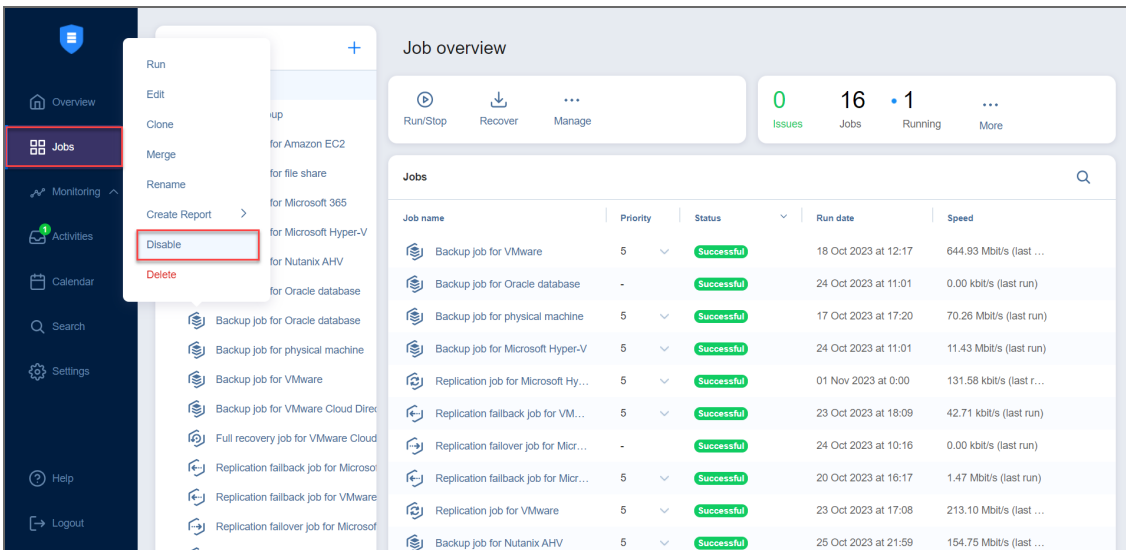 Overview
Jobs
Monitoring
1
Activities
Calendar
Search
Settings
Help
Logout
Run
Edit
Clone
Merge
Rename
Create Report
Disable
Delete
+
for Amazon EC2
for file share
for Microsoft 365
for Microsoft Hyper-V
for Nutanix AHV
for Oracle database
Backup job for Oracle database
Backup job for physical machine
Backup job for VMware
Backup job for VMware Cloud Direc
Full recovery job for VMware Cloud
Replication failback job for Microsof
Replication failback job for VMware
Replication failover job for Microsof
Job overview
Run/Stop Recover Manage
0 16 1
Issues Jobs Running More
Jobs
Job name Priority Status Run date Speed
Backup job for VMware 5 Successful 18 Oct 2023 at 12:17 644.93 Mbit/s (last ...
Backup job for Oracle database - Successful 24 Oct 2023 at 11:01 0.00 kbit/s (last run)
Backup job for physical machine 5 Successful 17 Oct 2023 at 17:20 70.26 Mbit/s (last run)
Backup job for Microsoft Hyper-V 5 Successful 24 Oct 2023 at 11:01 11.43 Mbit/s (last run)
Replication job for Microsoft Hy... 5 Successful 01 Nov 2023 at 0:00 131.58 kbit/s (last r...
Replication failback job for VM... 5 Successful 23 Oct 2023 at 18:09 42.71 kbit/s (last run)
Replication failover job for Micr... - Successful 24 Oct 2023 at 10:16 0.00 kbit/s (last run)
Replication failback job for Micr... 5 Successful 20 Oct 2023 at 16:17 1.47 Mbit/s (last run)
Replication job for VMware 5 Successful 23 Oct 2023 at 17:08 213.10 Mbit/s (last ...
Backup job for Nutanix AHV 5 Successful 25 Oct 2023 at 21:59 154.75 Mbit/s (last ...